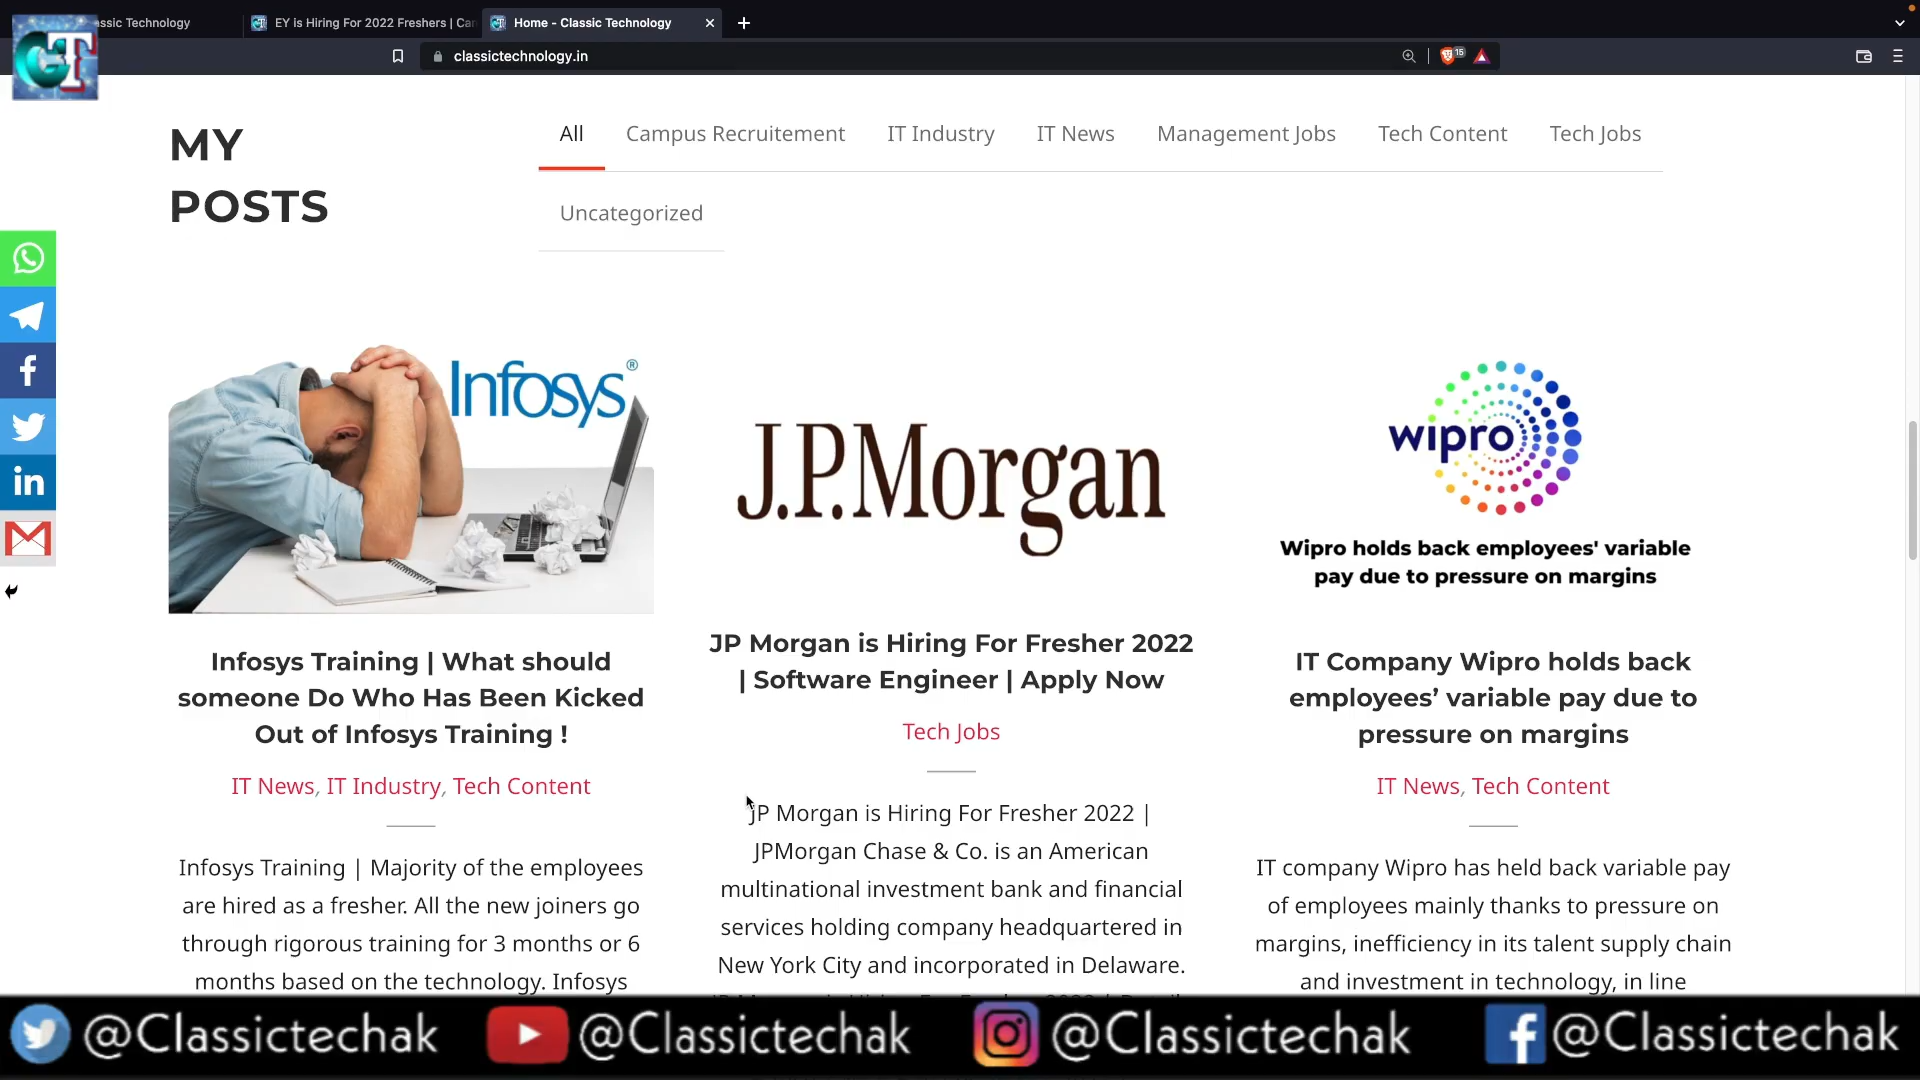 ssic Technology
EY is Hiring For 2022 Freshers | Car
Home - Classic Technology
CT
classictechnology.in
15
MY
POSTS
All
Campus Recruitement
IT Industry
IT News
Management Jobs
Tech Content
Tech Jobs
Uncategorized
Infosys®
J.P.Morgan
wipro
Wipro holds back employees' variable
pay due to pressure on margins
Infosys Training | What should
someone Do Who Has Been Kicked
Out of Infosys Training !
IT News, IT Industry, Tech Content
Infosys Training | Majority of the employees
are hired as a fresher. All the new joiners go
through rigorous training for 3 months or 6
months based on the technology. Infosys
JP Morgan is Hiring For Fresher 2022
| Software Engineer | Apply Now
Tech Jobs
JP Morgan is Hiring For Fresher 2022 |
JPMorgan Chase & Co. is an American
multinational investment bank and financial
services holding company headquartered in
New York City and incorporated in Delaware.
IT Company Wipro holds back
employees’ variable pay due to
pressure on margins
IT News, Tech Content
IT company Wipro has held back variable pay
of employees mainly thanks to pressure on
margins, inefficiency in its talent supply chain
and investment in technology, in line
@Classictechak
@Classictechak
@Classictechak
@Classictechak